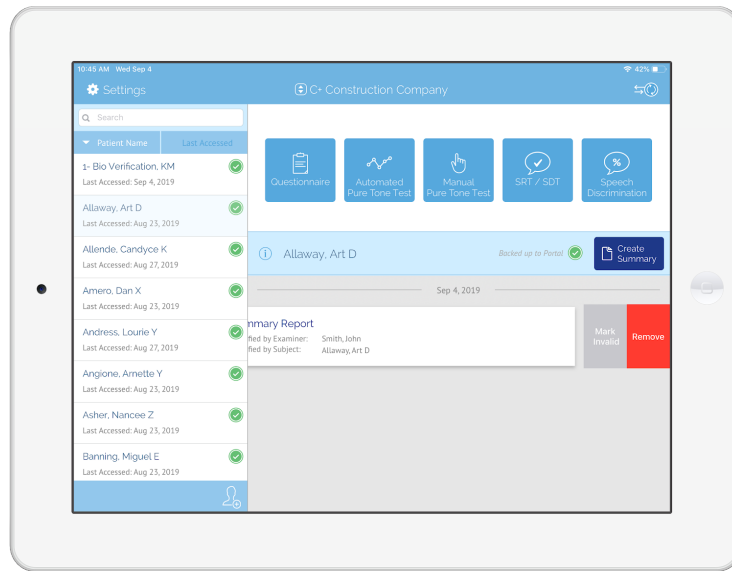 10:45 AM Wed Sep 4
42%
Settings
C+ Construction Company
Search
Patient Name
Last Accessed
1- Bio Verification, KM
Last Accessed: Sep 4, 2019
Allaway, Art D
Last Accessed: Aug 23, 2019
Allende, Candyce K
Last Accessed: Aug 27, 2019
Amero, Dan X
Last Accessed: Aug 23, 2019
Andress, Lourie Y
Last Accessed: Aug 27, 2019
Angione, Arnette Y
Last Accessed: Aug 23, 2019
Asher, Nancee Z
Last Accessed: Aug 23, 2019
Banning, Miguel E
Last Accessed: Aug 23, 2019
Questionnaire
Automated
Pure Tone Test
Manual
Pure Tone Test
SRT / SDT
%
Speech
Discrimination
Allaway, Art D
Backed up to Portal
Create
Summary
Sep 4, 2019
mmary Report
fied by Examiner: Smith, John
fied by Subject: Allaway, Art D
Mark
Invalid
Remove